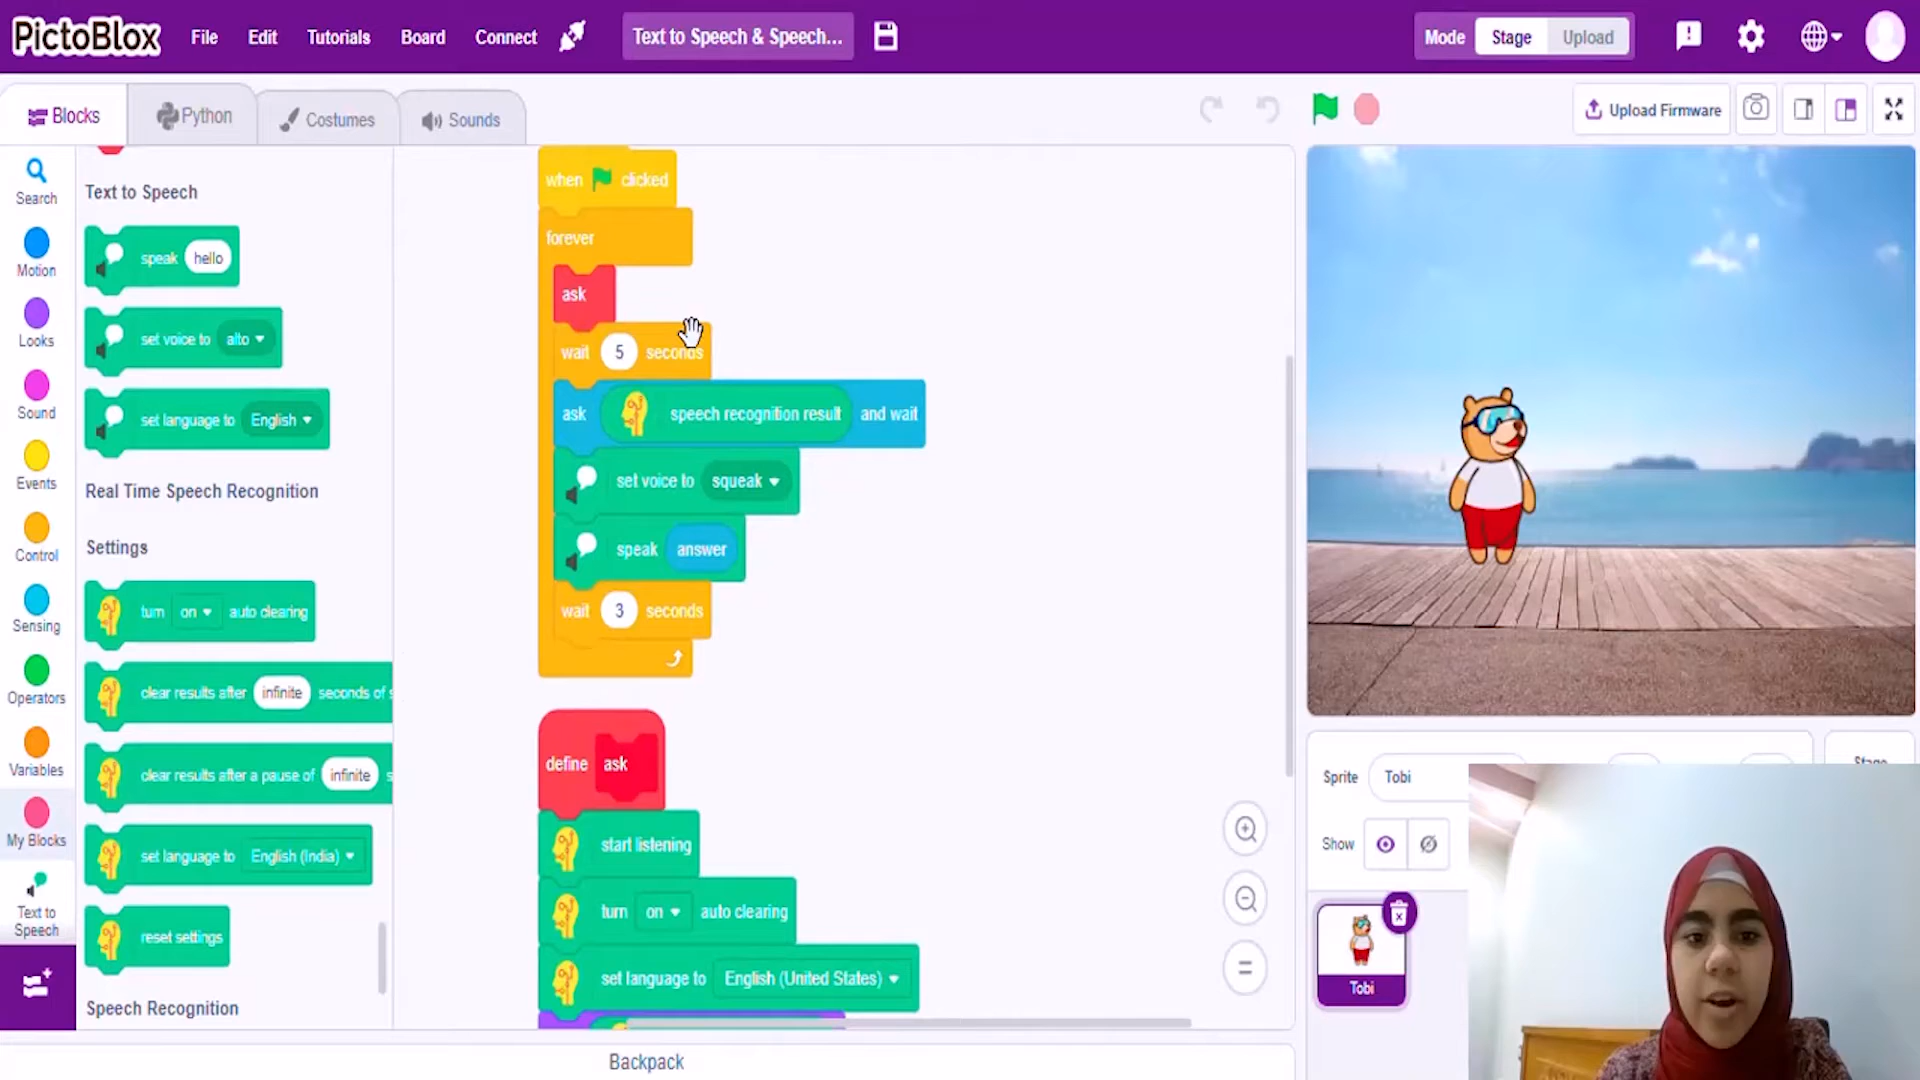 PictoBlox File Edit Tutorials Board Connect Text to Speech & Speech... Mode Stage Upload
Blocks Python Costumes Sounds Upload Firmware
Search
Motion
Looks
Sound
Events
Control
Sensing
Operators
Variables
My Blocks
Text to
Speech
Text to Speech
speak hello
set voice to alto
set language to English
Real Time Speech Recognition
Settings
turn on auto clearing
clear results after infinite seconds of s
clear results after a pause of infinite s
set language to English (India)
reset settings
Speech Recognition
when clicked
forever
ask
wait 5 seconds
ask speech recognition result and wait
set voice to squeak
speak answer
wait 3 seconds
define ask
start listening
turn on auto clearing
set language to English (United States)
Backpack
Sprite Tobi
Show
Tobi